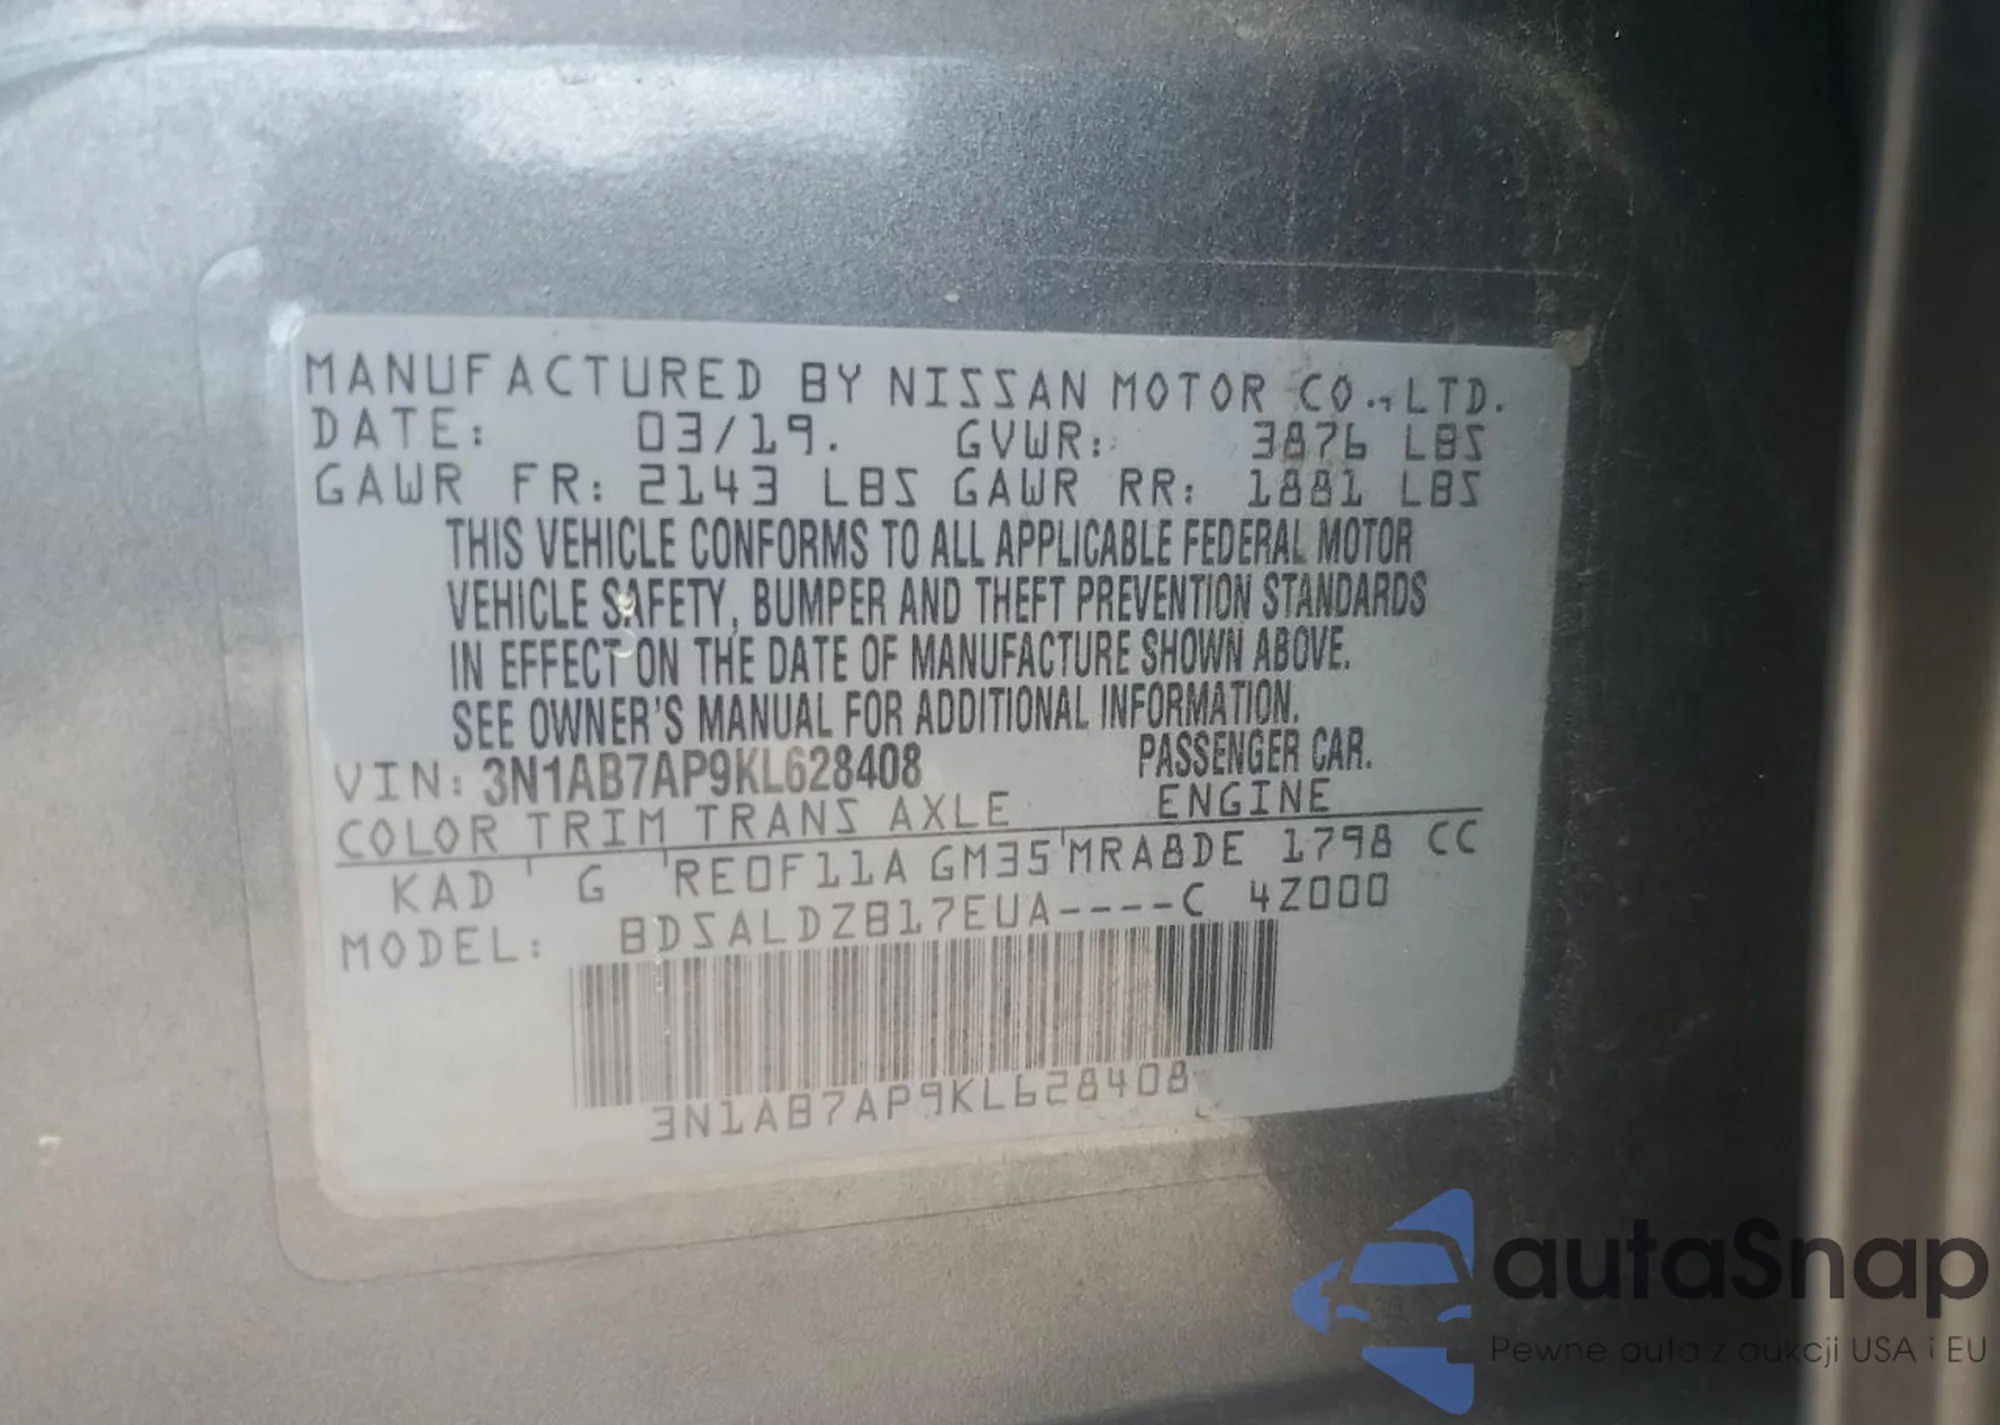 MANUFACTURED BY NISSAN MOTOR CO., LTD.
DATE: 03/19. GVWR: 3876 LBS
GAWR FR: 2143 LBS GAWR RR: 1881 LBS
THIS VEHICLE CONFORMS TO ALL APPLICABLE FEDERAL MOTOR
VEHICLE SAFETY, BUMPER AND THEFT PREVENTION STANDARDS
IN EFFECT ON THE DATE OF MANUFACTURE SHOWN ABOVE.
SEE OWNER'S MANUAL FOR ADDITIONAL INFORMATION.
VIN: 3N1AB7AP9KL628408 PASSENGER CAR.
COLOR TRIM TRANS AXLE ENGINE
KAD ' G 'RE0F11A GM35'MRA8DE 1798 CC
MODEL: BDSALDZB17EUA----C 4Z000
3N1AB7AP9KL628408
autaSnap
Pewne auta z aukcji USA i EU